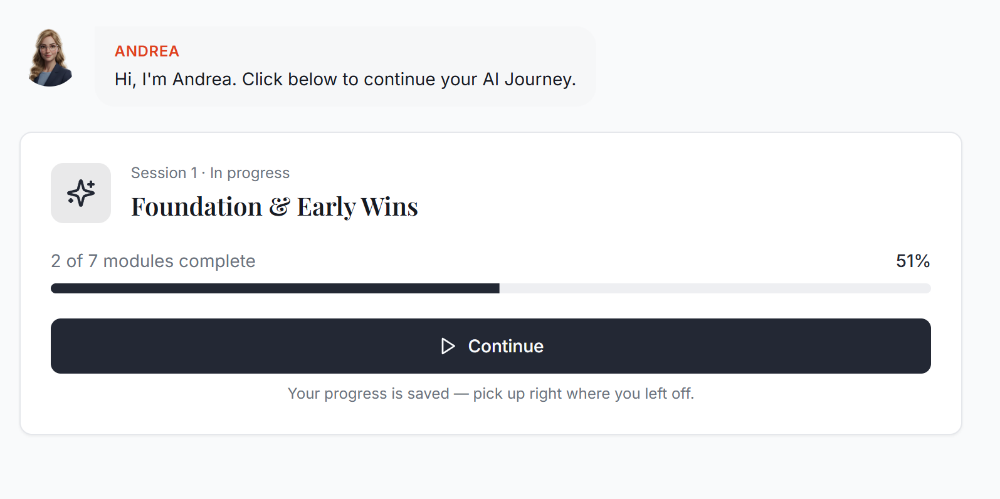 ANDREA
Hi, I'm Andrea. Click below to continue your AI Journey.
Session 1 · In progress
Foundation & Early Wins
2 of 7 modules complete
51%
Continue
Your progress is saved — pick up right where you left off.